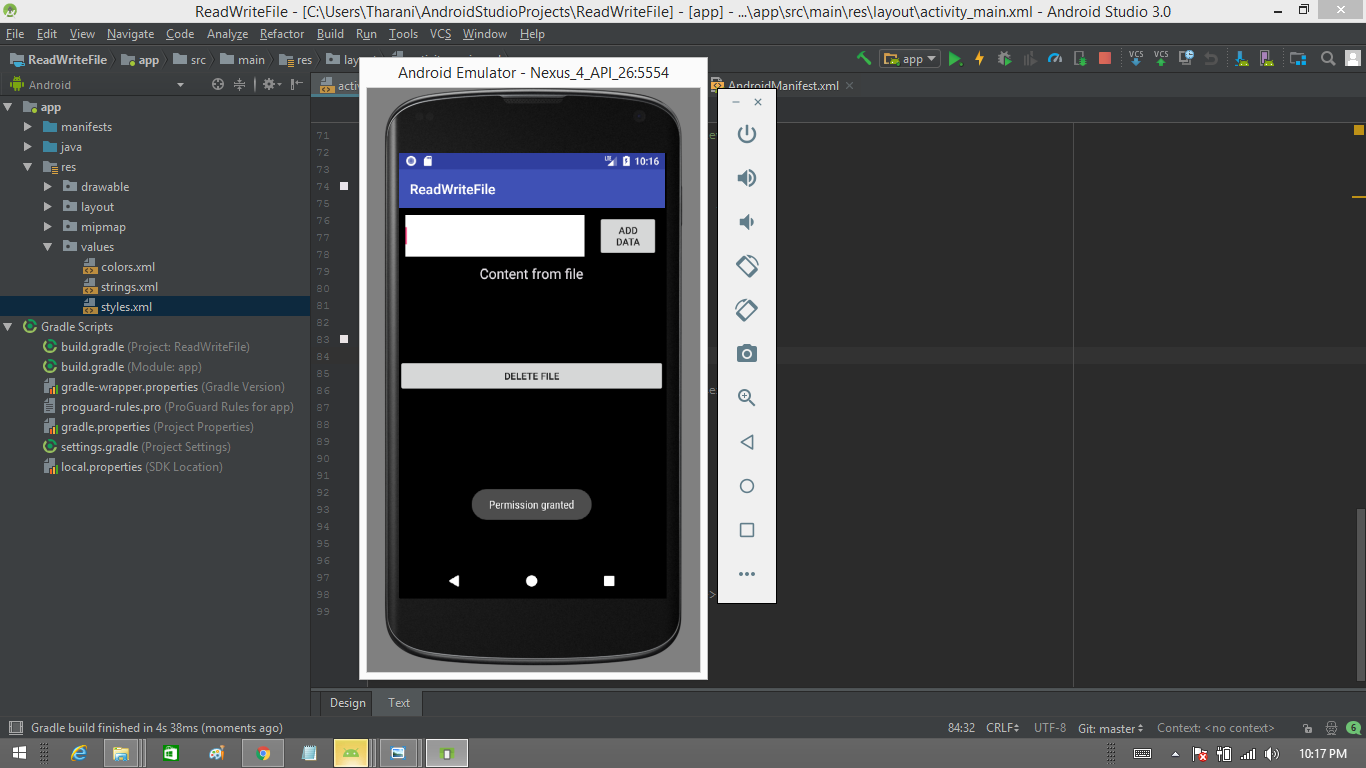 ReadWriteFile - [C:\Users\Tharani\AndroidStudioProjects\ReadWriteFile] - [app] - ...\app\src\main\res\layout\activity_main.xml - Android Studio 3.0
File Edit View Navigate Code Analyze Refactor Build Run Tools VCS Window Help
ReadWriteFile app src main res app VCS VCS
Android Emulator - Nexus_4_API_26:5554
Android AndroidManifest.xml
app
manifests
java
res
drawable
layout
mipmap
values
colors.xml
strings.xml
styles.xml
Gradle Scripts
build.gradle (Project: ReadWriteFile)
build.gradle (Module: app)
gradle-wrapper.properties (Gradle Version)
proguard-rules.pro (ProGuard Rules for app)
gradle.properties (Project Properties)
settings.gradle (Project Settings)
local.properties (SDK Location)
71
72
73
74
75
76
77
78
79
80
81
82
83
84
85
86
87
88
89
90
91
92
93
94
95
96
97
98
99
10:16
ReadWriteFile
ADD
DATA
Content from file
DELETE FILE
Permission granted
>
Design Text
Gradle build finished in 4s 38ms (moments ago) 84:32 CRLF UTF-8 Git: master Context: <no context> 6
10:17 PM